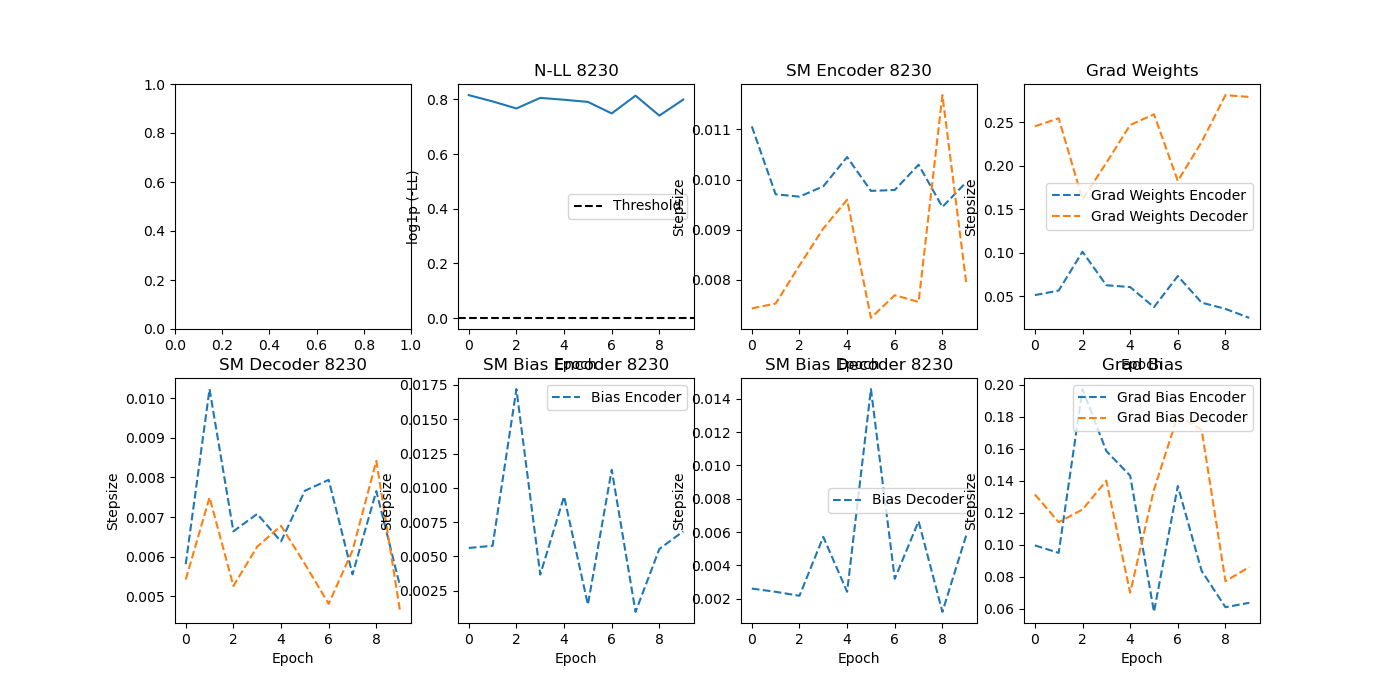 N-LL 8230
SM Encoder 8230
Grad Weights
1.0
0.8
0.6
0.4
0.2
0.0
0.0 0.2 0.4 0.6 0.8 1.0
log1p (-LL)
0.8
0.6
0.4
0.2
0.0
Threshold
0 2 4 6 8
Epoch
Stepsize
0.011
0.010
0.009
0.008
0 2 4 6 8
Epoch
Stepsize
0.25
0.20
0.15
0.05
Grad Weights Encoder
Grad Weights Decoder
0 2 4 6 8
Epoch
SM Decoder 8230
SM Bias Encoder 8230
SM Bias Decoder 8230
Grad Bias
Stepsize
0.010
0.009
0.008
0.007
0.006
0.005
0 2 4 6 8
Epoch
Stepsize
0.0175
0.0150
0.0125
0.0100
0.0075
0.0050
0.0025
Bias Encoder
0 2 4 6 8
Epoch
Stepsize
0.014
0.012
0.010
0.008
0.006
0.004
0.002
Bias Decoder
0 2 4 6 8
Epoch
Stepsize
0.20
0.18
0.16
0.14
0.12
0.10
0.08
0.06
Grad Bias Encoder
Grad Bias Decoder
0 2 4 6 8
Epoch